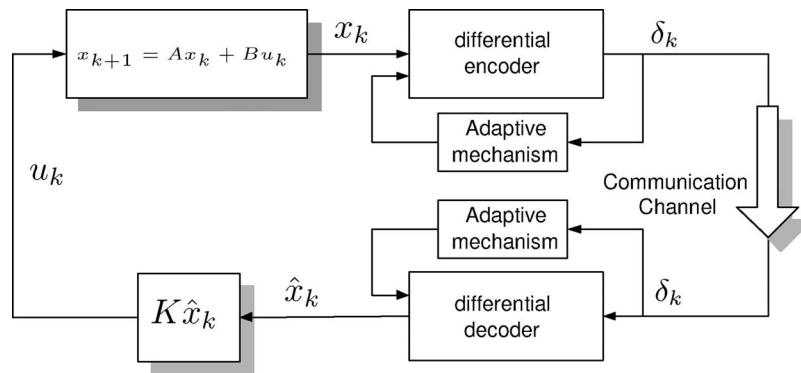 x_{k+1} = Ax_k + Bu_k
x_k
differential
encoder
δ_k
Adaptive
mechanism
u_k
Communication
Channel
Adaptive
mechanism
Kx̂_k
x̂_k
differential
decoder
δ_k